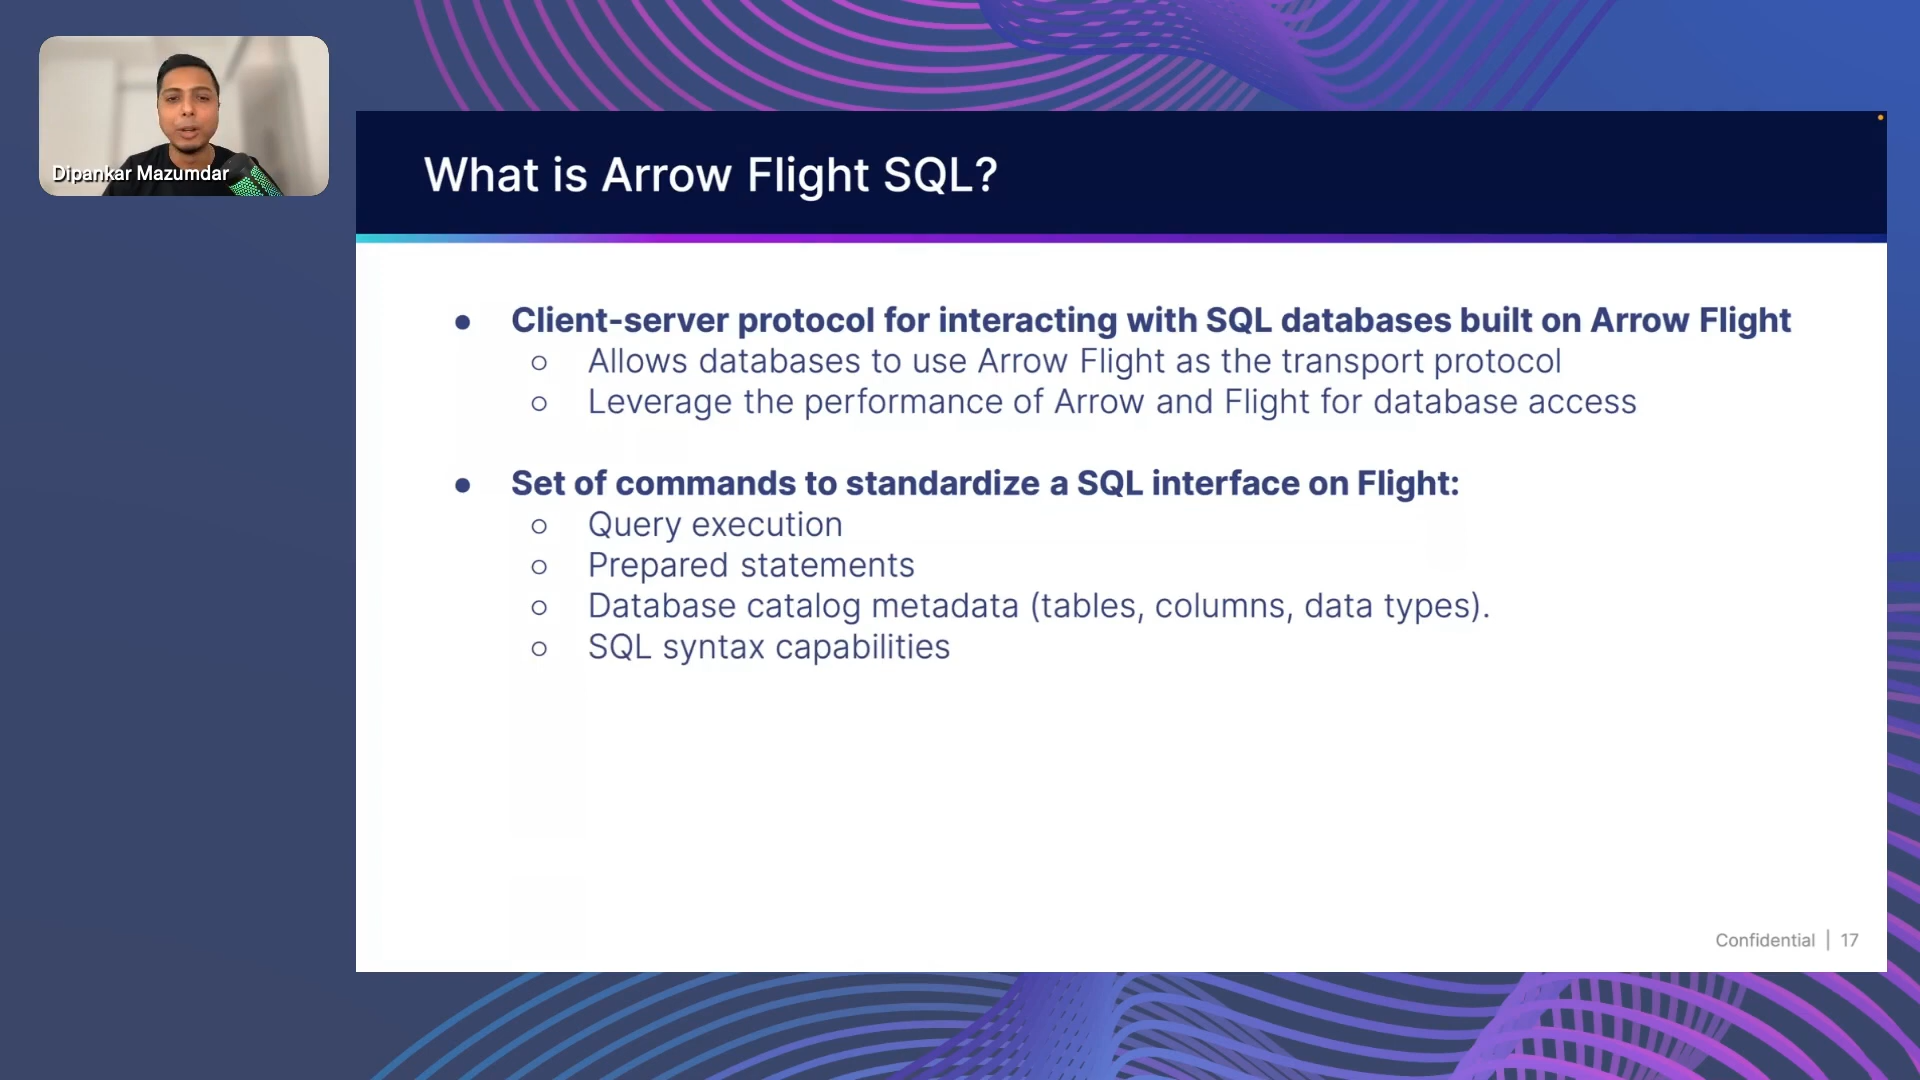 Dipankar Mazumdar
What is Arrow Flight SQL?
● Client-server protocol for interacting with SQL databases built on Arrow Flight
○ Allows databases to use Arrow Flight as the transport protocol
○ Leverage the performance of Arrow and Flight for database access
● Set of commands to standardize a SQL interface on Flight:
○ Query execution
○ Prepared statements
○ Database catalog metadata (tables, columns, data types).
○ SQL syntax capabilities
Confidential | 17